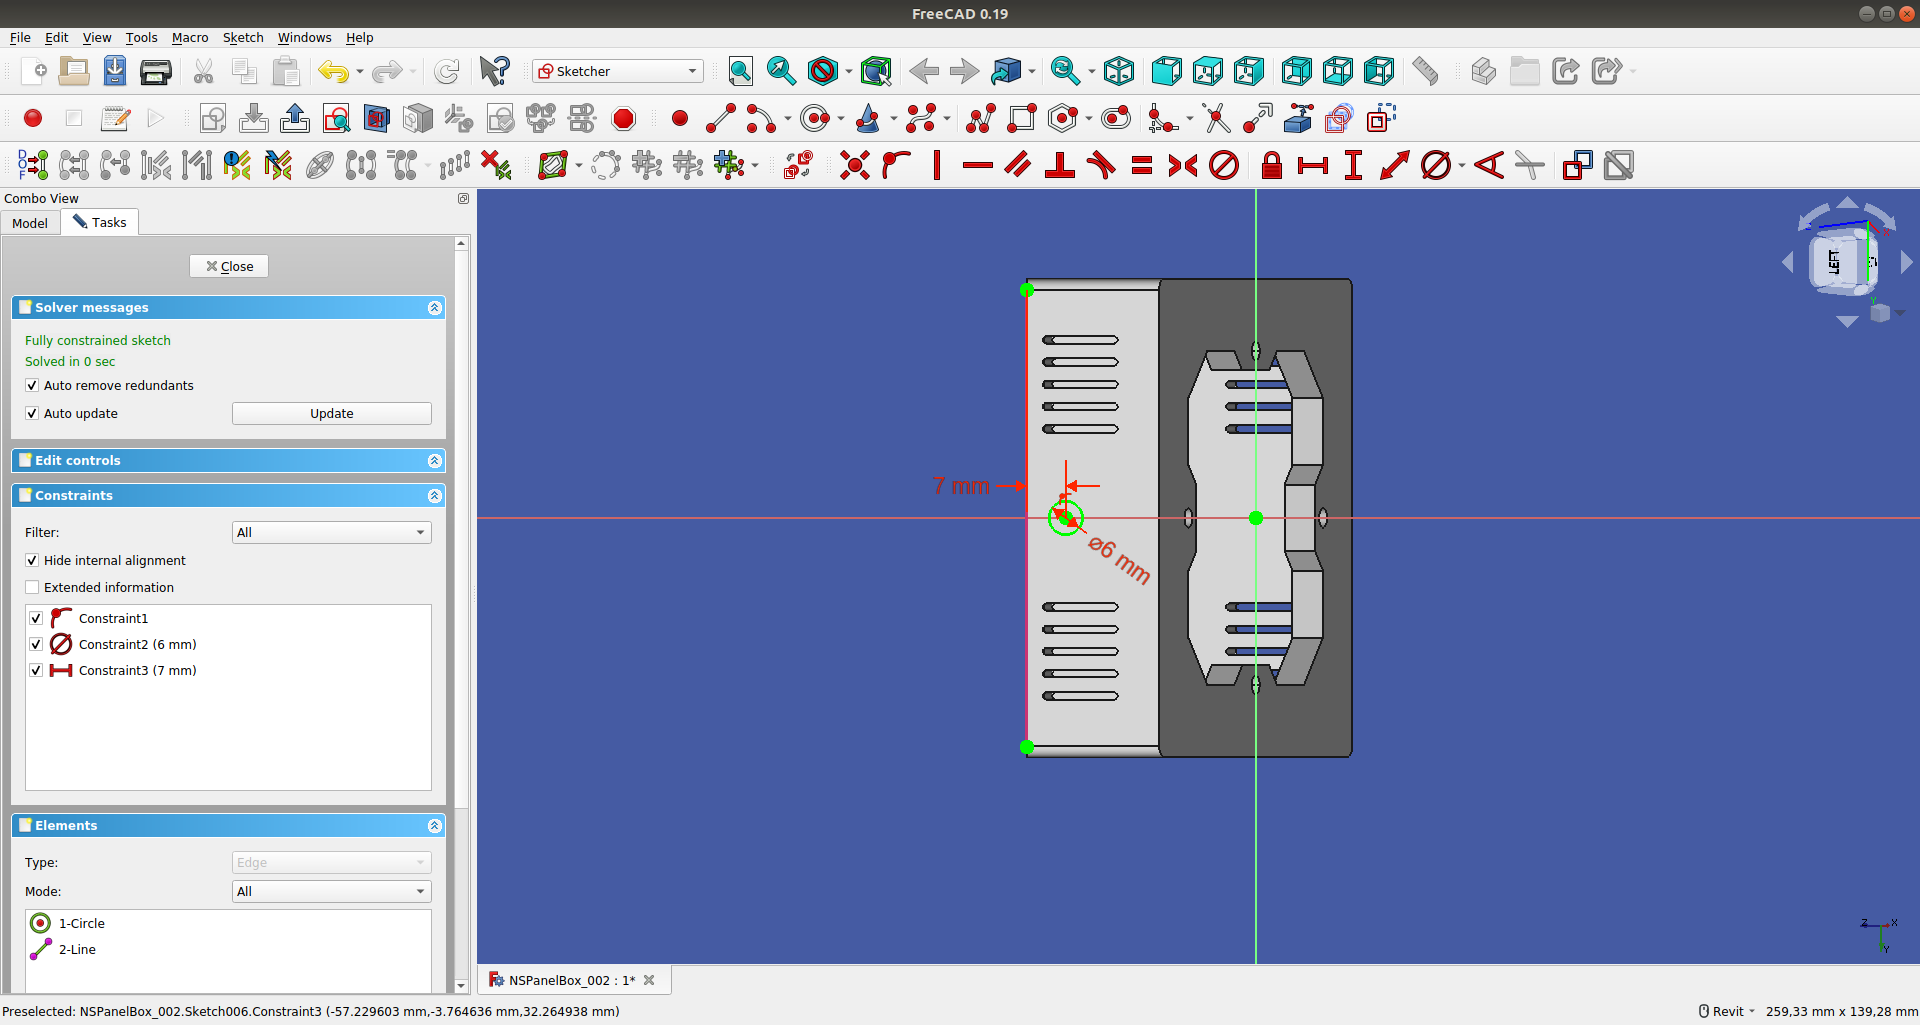 FreeCAD 0.19
File Edit View Tools Macro Sketch Windows Help
Sketcher
Combo View
Model Tasks
Close
Solver messages
Fully constrained sketch
Solved in 0 sec
Auto remove redundants
Auto update Update
Edit controls
Constraints
Filter: All
Hide internal alignment
Extended information
Constraint1
Constraint2 (6 mm)
Constraint3 (7 mm)
Elements
Type: Edge
Mode: All
1-Circle
2-Line
7 mm
⌀6 mm
LEFT
Z X
Y
NSPanelBox_002 : 1*
Preselected: NSPanelBox_002.Sketch006.Constraint3 (-57.229603 mm,-3.764636 mm,32.264938 mm)
Revit 259,33 mm x 139,28 mm